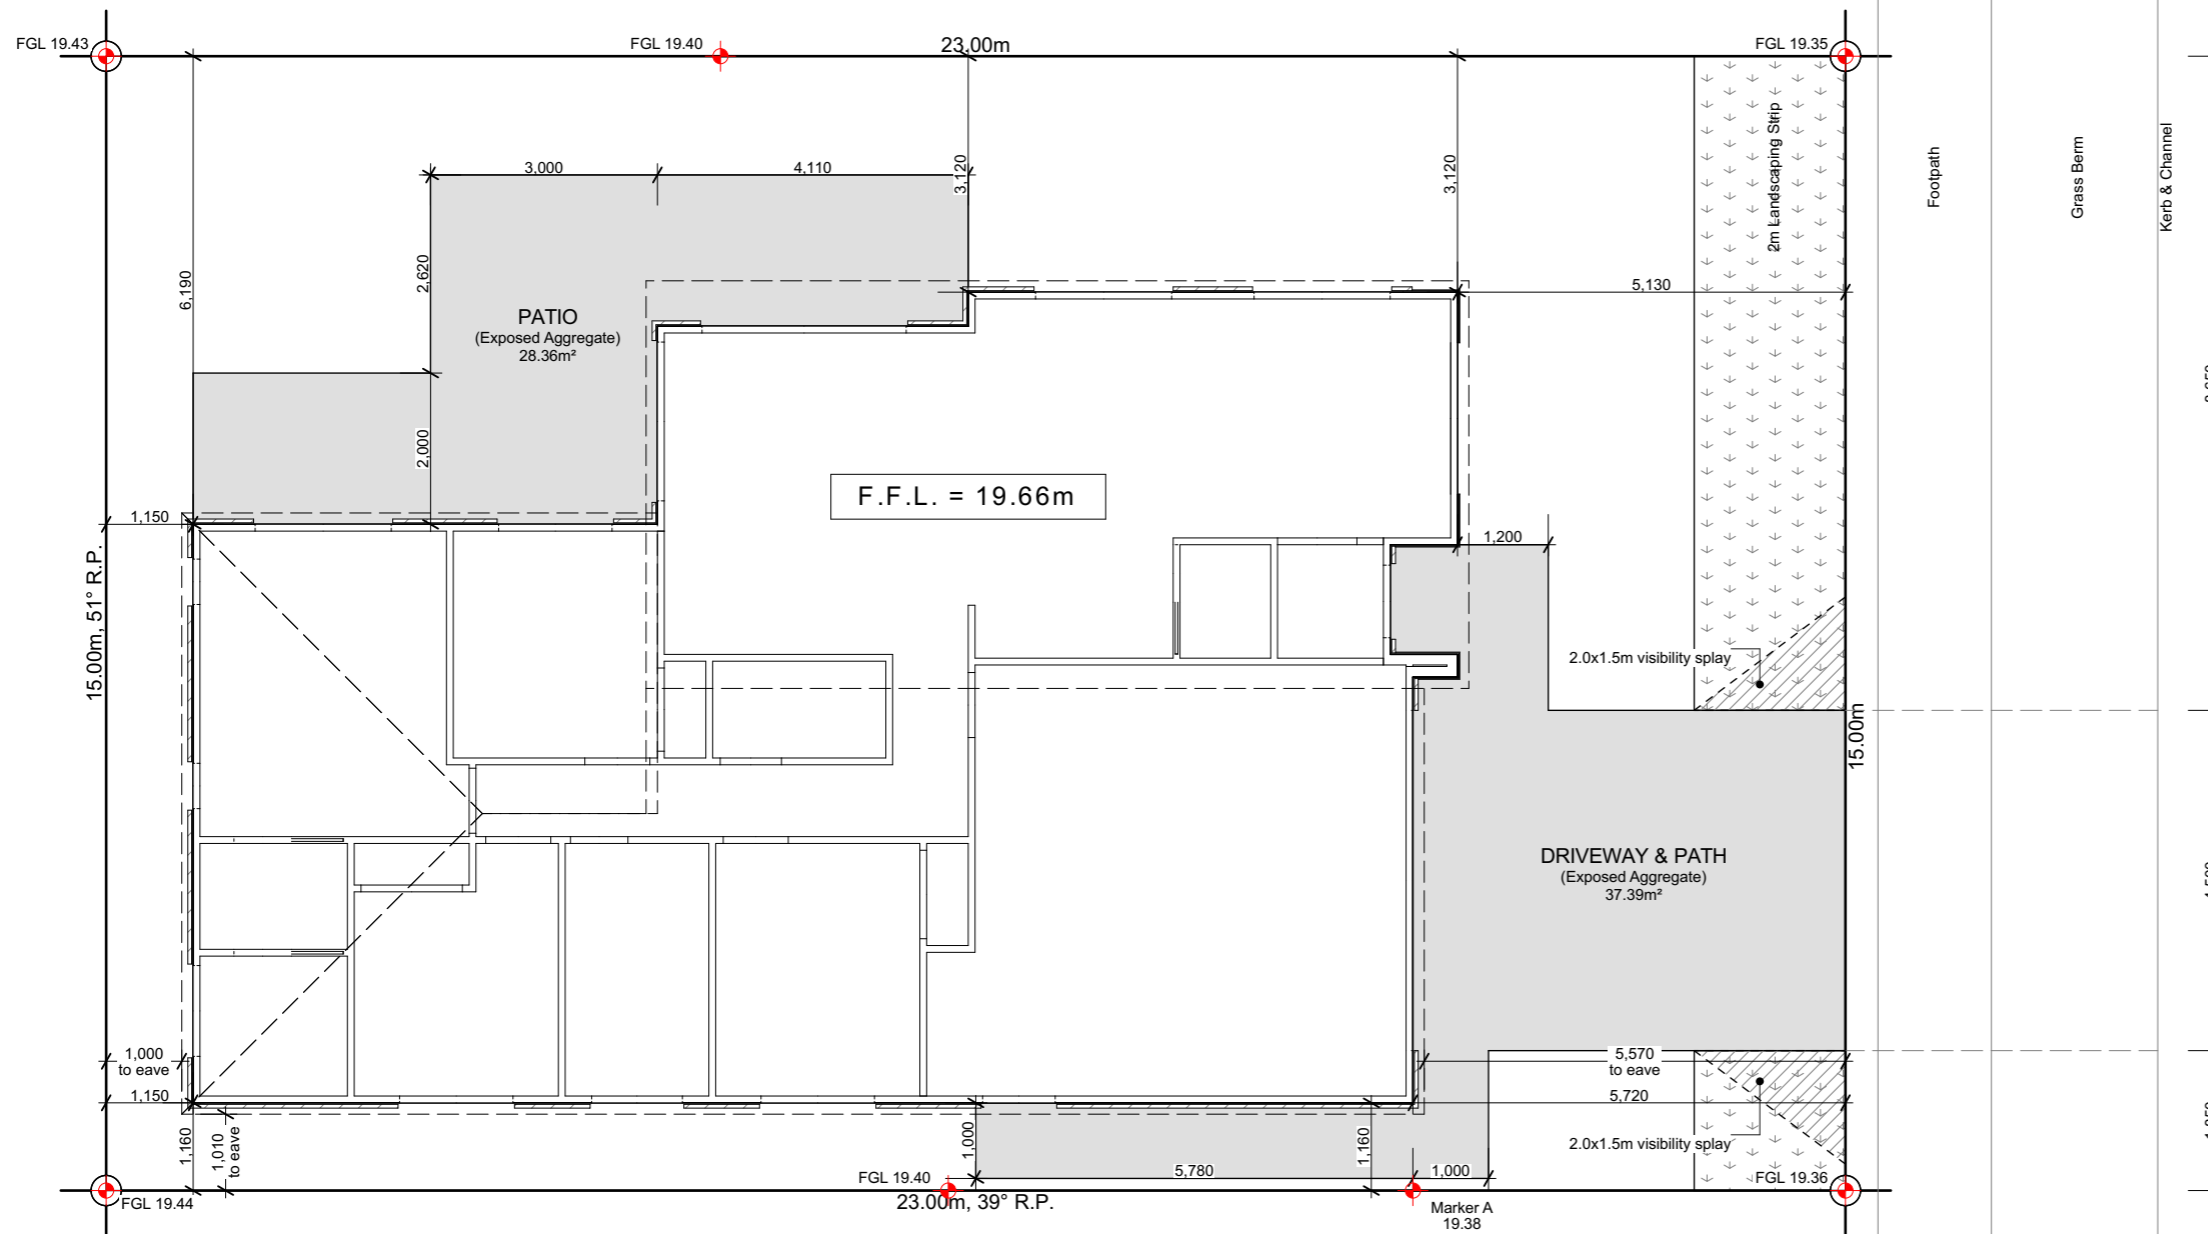 FGL 19.43
FGL 19.40
23.00m
FGL 19.35
3,000
4,110
3,120
3,120
2m Landscaping Strip
Footpath
Grass Berm
Kerb & Channel
6,190
2,620
5,130
PATIO
(Exposed Aggregate)
28.36m²
2,000
F.F.L. = 19.66m
1,150
1,200
15.00m, 51° R.P.
2.0x1.5m visibility splay
15.00m
DRIVEWAY & PATH
(Exposed Aggregate)
37.39m²
1,000
to eave
5,570
to eave
1,150
5,720
1,160
1,010
to eave
1,000
1,160
2.0x1.5m visibility splay
5,780
1,000
FGL 19.40
FGL 19.36
FGL 19.44
23.00m, 39° R.P.
Marker A
19.38